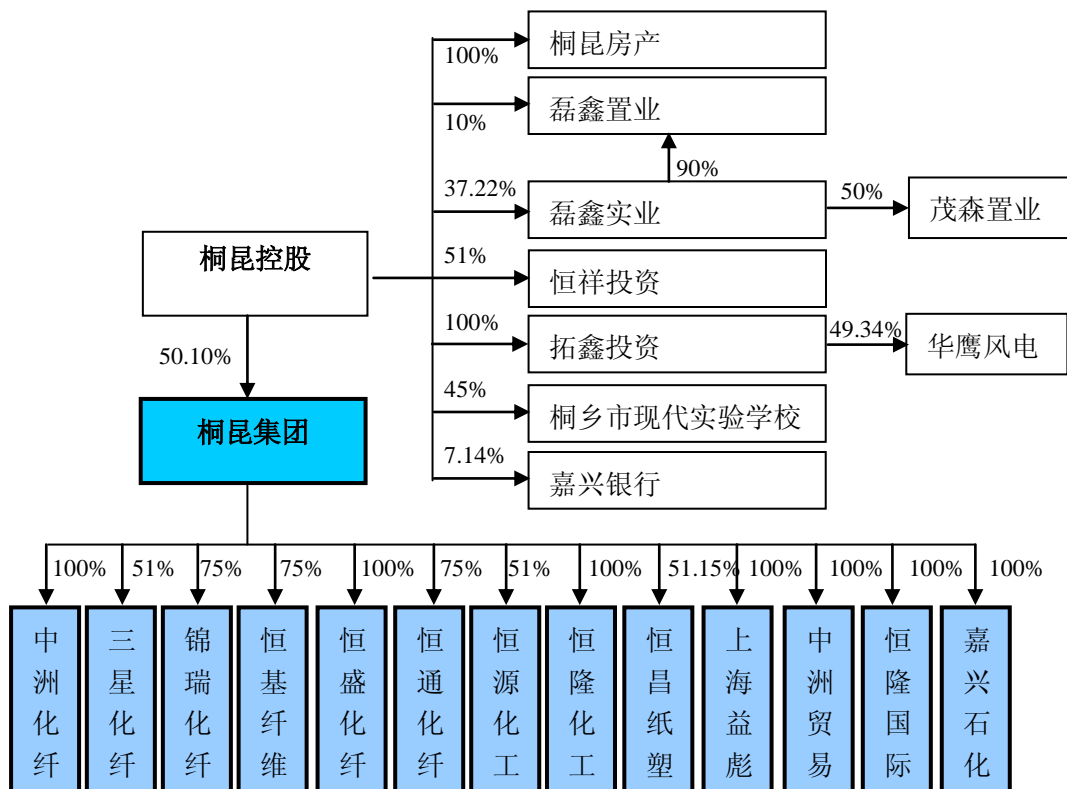 桐昆房产
100%
磊鑫置业
10%
90%
37.22%
磊鑫实业
50%
茂森置业
桐昆控股
51%
恒祥投资
100%
拓鑫投资
49.34%
华鹰风电
50.10%
45%
桐乡市现代实验学校
桐昆集团
7.14%
嘉兴银行
100%
51%
75%
75%
100%
75%
51%
100%
51.15%
100%
100%
100%
100%
中洲化纤
三星化纤
锦瑞化纤
恒基纤维
恒盛化纤
恒通化纤
恒源化工
恒隆化工
恒昌纸塑
上海益彪
中洲贸易
恒隆国际
嘉兴石化